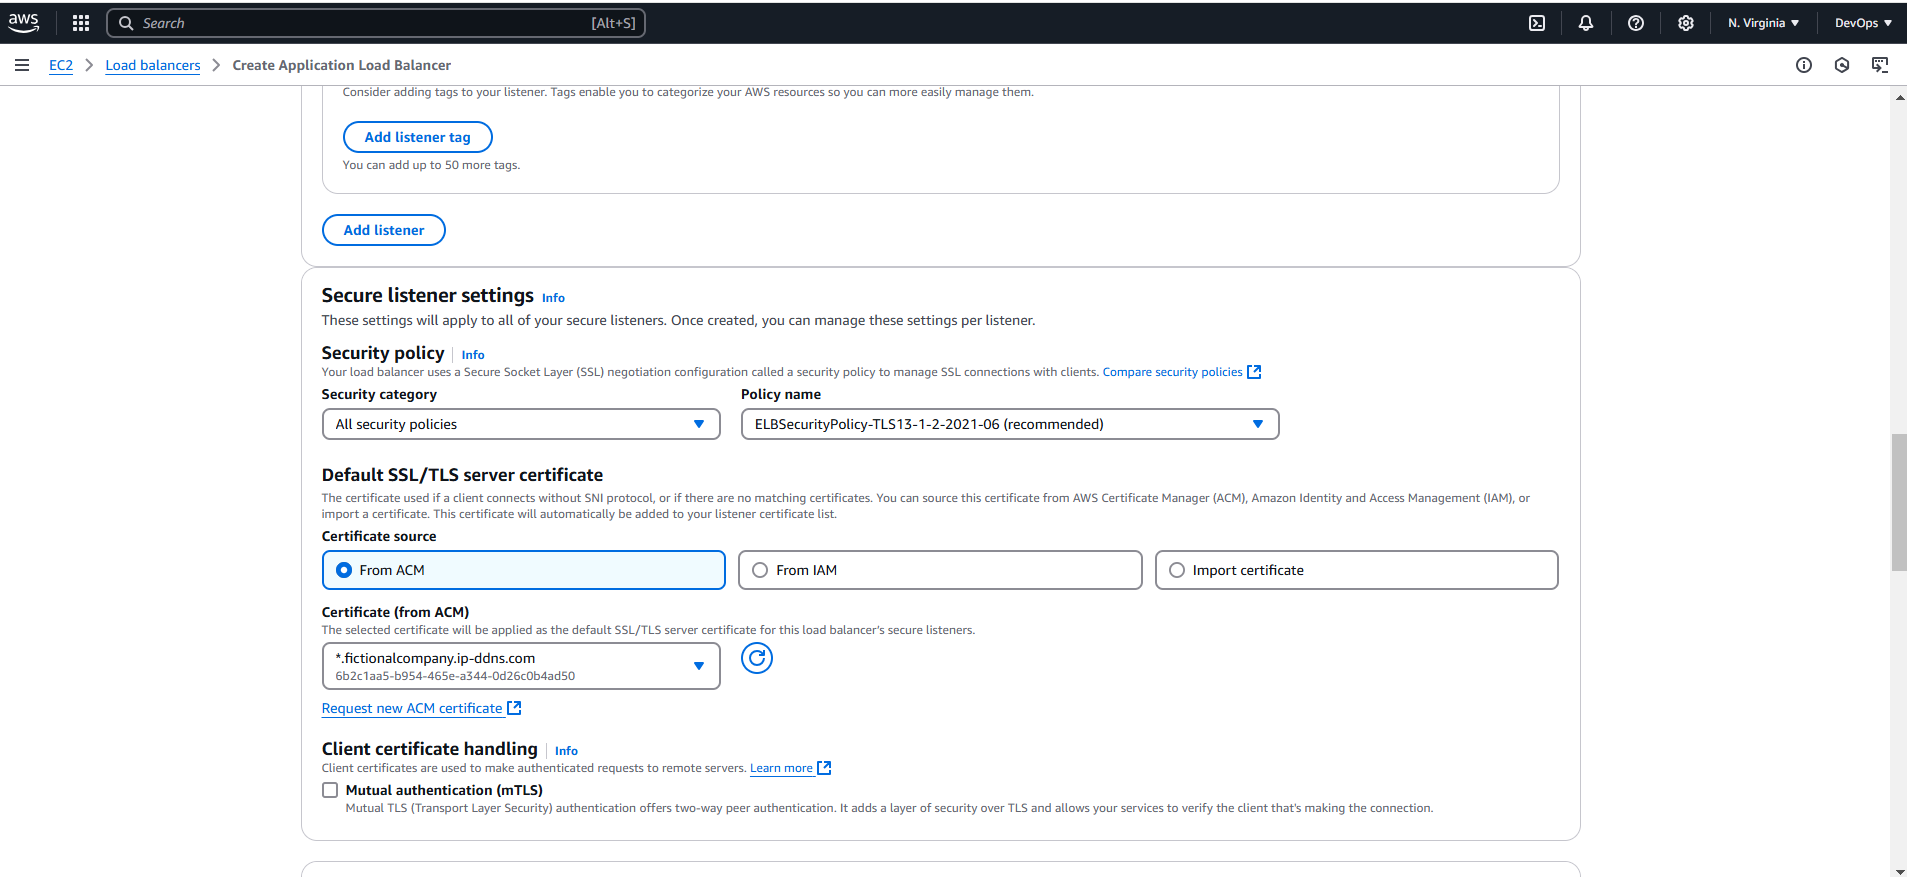 aws
Search [Alt+S]
N. Virginia
DevOps
EC2 Load balancers Create Application Load Balancer
Consider adding tags to your listener. Tags enable you to categorize your AWS resources so you can more easily manage them.
Add listener tag
You can add up to 50 more tags.
Add listener
Secure listener settings Info
These settings will apply to all of your secure listeners. Once created, you can manage these settings per listener.
Security policy Info
Your load balancer uses a Secure Socket Layer (SSL) negotiation configuration called a security policy to manage SSL connections with clients. Compare security policies
Security category
All security policies
Policy name
ELBSecurityPolicy-TLS13-1-2-2021-06 (recommended)
Default SSL/TLS server certificate
The certificate used if a client connects without SNI protocol, or if there are no matching certificates. You can source this certificate from AWS Certificate Manager (ACM), Amazon Identity and Access Management (IAM), or
import a certificate. This certificate will automatically be added to your listener certificate list.
Certificate source
From ACM
From IAM
Import certificate
Certificate (from ACM)
The selected certificate will be applied as the default SSL/TLS server certificate for this load balancer's secure listeners.
*.fictionalcompany.ip-ddns.com
6b2c1aa5-b954-465e-a344-0d26c0b4ad50
Request new ACM certificate
Client certificate handling Info
Client certificates are used to make authenticated requests to remote servers. Learn more
Mutual authentication (mTLS)
Mutual TLS (Transport Layer Security) authentication offers two-way peer authentication. It adds a layer of security over TLS and allows your services to verify the client that's making the connection.